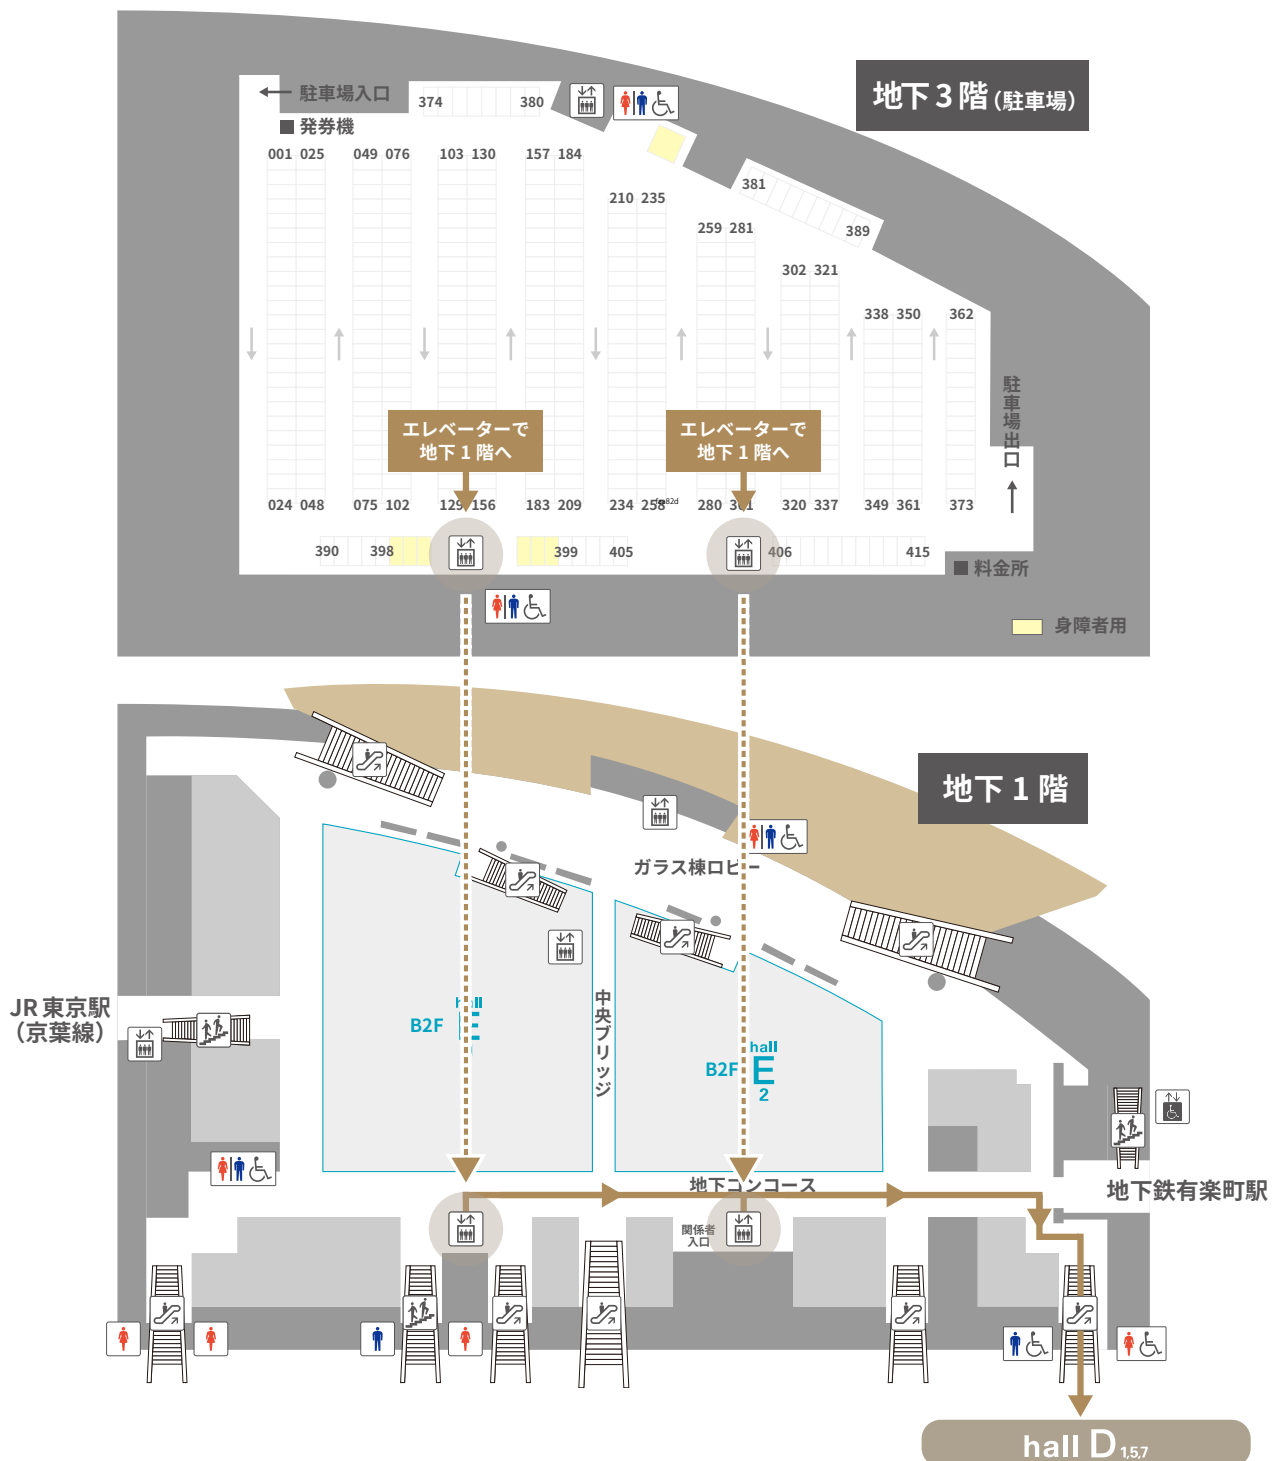 地下3階(駐車場)
駐車場入口
発券機
374 380
001 025 049 076 103 130 157 184
381
210 235
389
259 281
302 321
338 350 362
駐車場出口
エレベーターで
地下1階へ
エレベーターで
地下1階へ
024 048 075 102 129 156 183 209 234 258 280 301 320 337 349 361 373
390 398 399 405 406 415
料金所
身障者用
地下1階
ガラス棟ロビー
JR東京駅
(京葉線)
中央ブリッジ
B2F
hall
E
B2F
hall
E
2
地下鉄有楽町駅
地下コンコース
関係者
入口
hall D 1,5,7